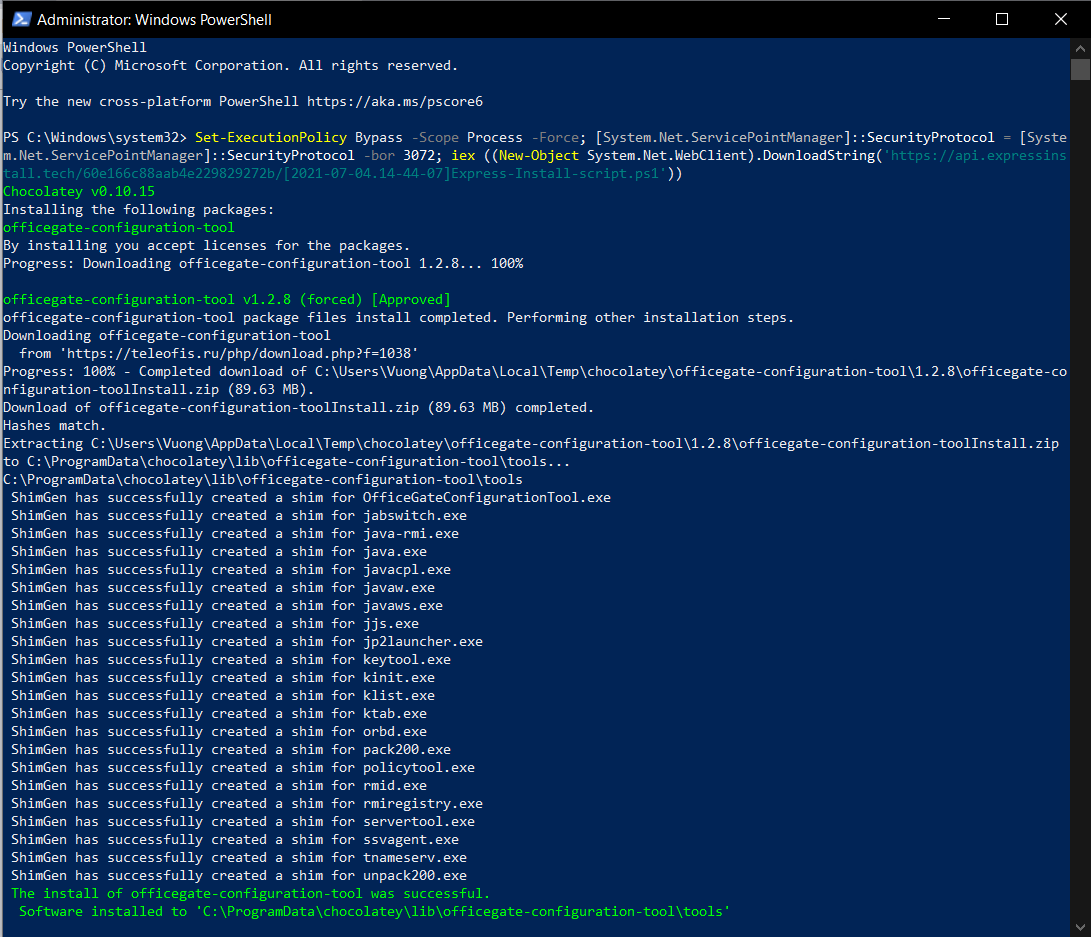 Administrator: Windows PowerShell
Windows PowerShell
Copyright (C) Microsoft Corporation. All rights reserved.
Try the new cross-platform PowerShell https://aka.ms/pscore6
PS C:\Windows\system32> Set-ExecutionPolicy Bypass -Scope Process -Force; [System.Net.ServicePointManager]::SecurityProtocol = [Syste
m.Net.ServicePointManager]::SecurityProtocol -bor 3072; iex ((New-Object System.Net.WebClient).DownloadString('https://api.expressins
tall.tech/60e166c88aab4e229829272b/[2021-07-04.14-44-07]Express-Install-script.ps1'))
Chocolatey v0.10.15
Installing the following packages:
officegate-configuration-tool
By installing you accept licenses for the packages.
Progress: Downloading officegate-configuration-tool 1.2.8... 100%
officegate-configuration-tool v1.2.8 (forced) [Approved]
officegate-configuration-tool package files install completed. Performing other installation steps.
Downloading officegate-configuration-tool
from 'https://teleofis.ru/php/download.php?f=1038'
Progress: 100% - Completed download of C:\Users\Vuong\AppData\Local\Temp\chocolatey\officegate-configuration-tool\1.2.8\officegate-co
nfiguration-toolInstall.zip (89.63 MB).
Download of officegate-configuration-toolInstall.zip (89.63 MB) completed.
Hashes match.
Extracting C:\Users\Vuong\AppData\Local\Temp\chocolatey\officegate-configuration-tool\1.2.8\officegate-configuration-toolInstall.zip
to C:\ProgramData\chocolatey\lib\officegate-configuration-tool\tools...
C:\ProgramData\chocolatey\lib\officegate-configuration-tool\tools
ShimGen has successfully created a shim for OfficeGateConfigurationTool.exe
ShimGen has successfully created a shim for jabswitch.exe
ShimGen has successfully created a shim for java-rmi.exe
ShimGen has successfully created a shim for java.exe
ShimGen has successfully created a shim for javacpl.exe
ShimGen has successfully created a shim for javaw.exe
ShimGen has successfully created a shim for javaws.exe
ShimGen has successfully created a shim for jjs.exe
ShimGen has successfully created a shim for jp2launcher.exe
ShimGen has successfully created a shim for keytool.exe
ShimGen has successfully created a shim for kinit.exe
ShimGen has successfully created a shim for klist.exe
ShimGen has successfully created a shim for ktab.exe
ShimGen has successfully created a shim for orbd.exe
ShimGen has successfully created a shim for pack200.exe
ShimGen has successfully created a shim for policytool.exe
ShimGen has successfully created a shim for rmid.exe
ShimGen has successfully created a shim for rmiregistry.exe
ShimGen has successfully created a shim for servertool.exe
ShimGen has successfully created a shim for ssvagent.exe
ShimGen has successfully created a shim for tnameserv.exe
ShimGen has successfully created a shim for unpack200.exe
The install of officegate-configuration-tool was successful.
Software installed to 'C:\ProgramData\chocolatey\lib\officegate-configuration-tool\tools'